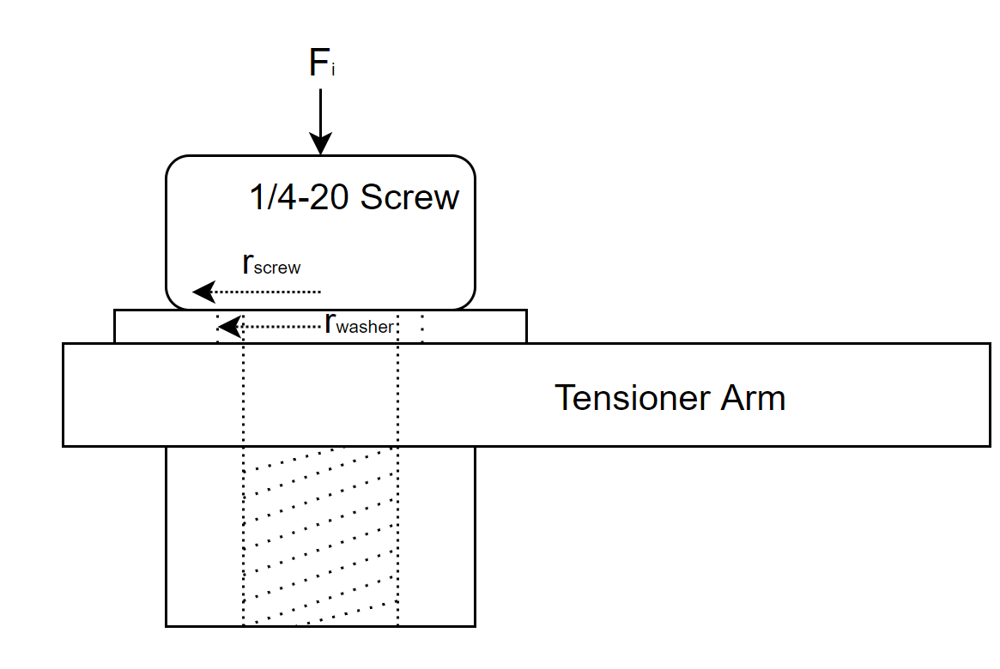 Fi
1/4-20 Screw
rscrew
rwasher
Tensioner Arm